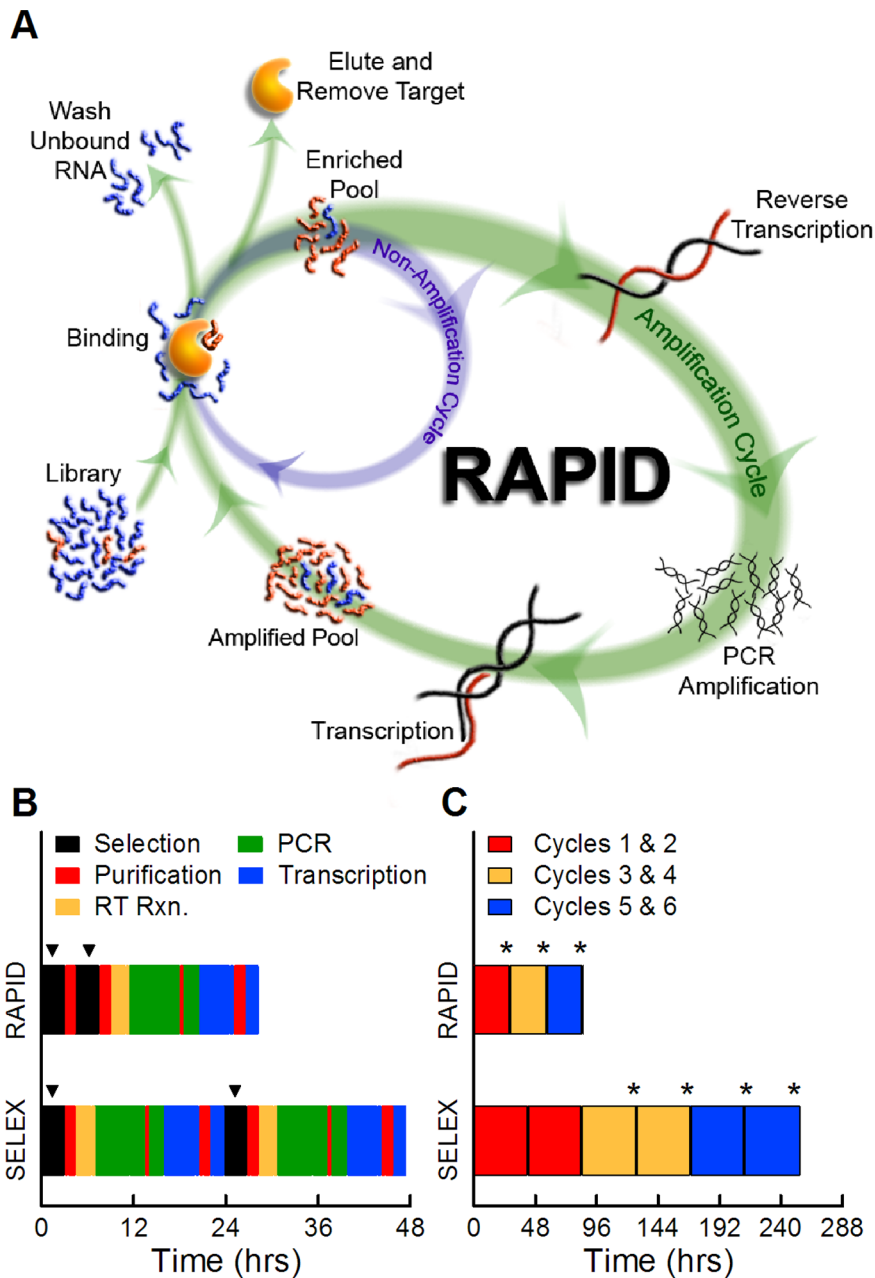 A
Elute and
Remove Target
Wash
Unbound
RNA
Enriched
Pool
Reverse
Transcription
Non-Amplification Cycle
Amplification Cycle
Binding
RAPID
Library
Amplified Pool
PCR
Amplification
Transcription
B
Selection
PCR
Purification
Transcription
RT Rxn.
RAPID
SELEX
0 12 24 36 48
Time (hrs)
C
Cycles 1 & 2
Cycles 3 & 4
Cycles 5 & 6
* * *
RAPID
* * * *
SELEX
0 48 96 144 192 240 288
Time (hrs)